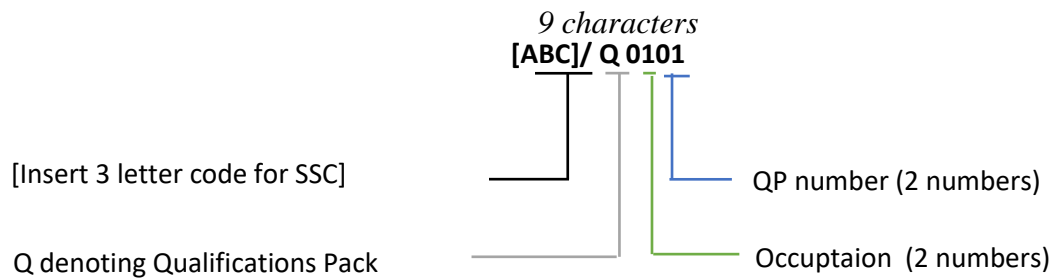 9 characters
[ABC]/ Q 0101
[Insert 3 letter code for SSC]
QP number (2 numbers)
Q denoting Qualifications Pack
Occuptaion (2 numbers)